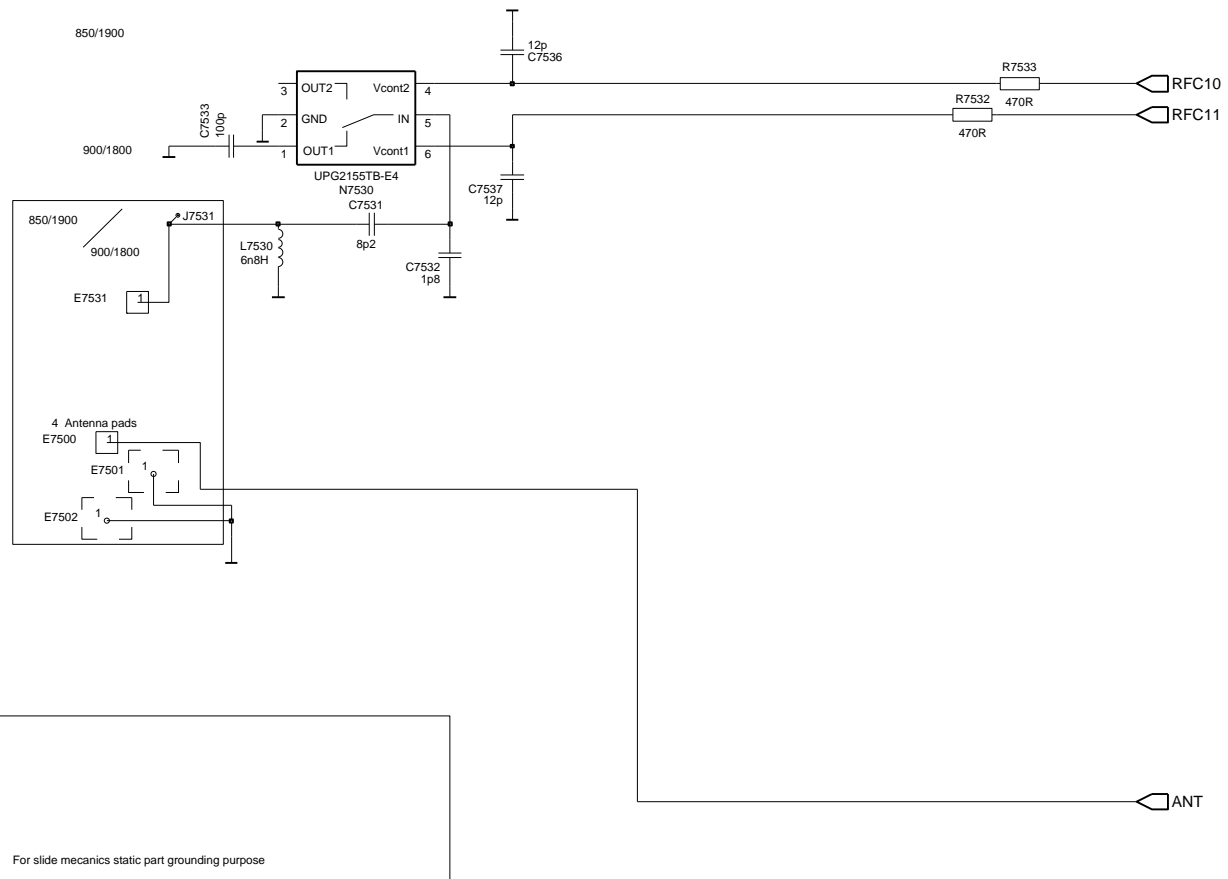 850/1900
12p
C7536
R7533
470R
RFC10
R7532
470R
RFC11
C7533
100p
3 OUT2 Vcont2 4
2 GND IN 5
1 OUT1 Vcont1 6
900/1800
UPG2155TB-E4
N7530
C7537
12p
C7531
8p2
850/1900
900/1800
J7531
L7530
6n8H
C7532
1p8
E7531
1
4 Antenna pads
E7500
1
E7501
1
E7502
1
ANT
For slide mecanics static part grounding purpose